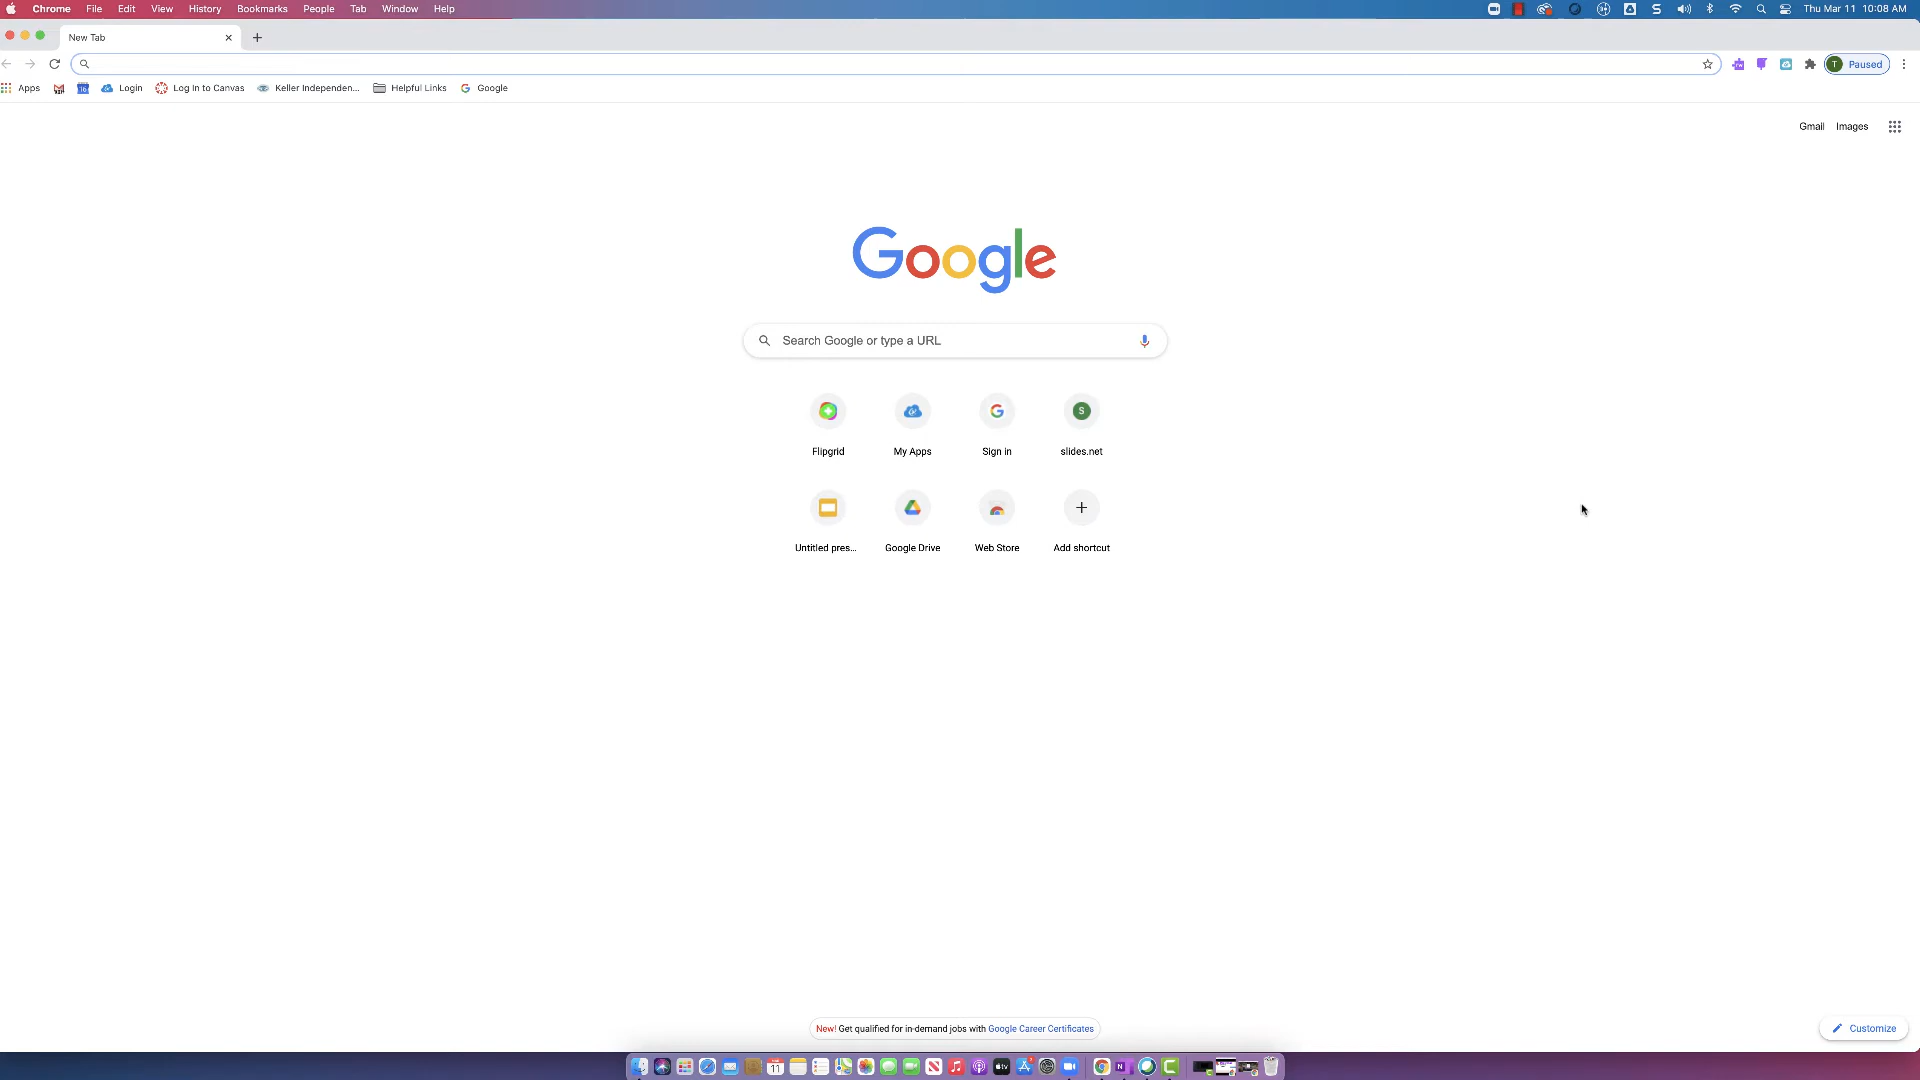 Chrome File Edit View History Bookmarks People Tab Window Help
Thu Mar 11 10:08 AM
New Tab
T Paused
Apps Login Log In to Canvas Keller Independen... Helpful Links Google
Gmail Images
Google
Search Google or type a URL
S
Flipgrid My Apps Sign in slides.net
Untitled pres... Google Drive Web Store Add shortcut
New! Get qualified for in-demand jobs with Google Career Certificates
Customize